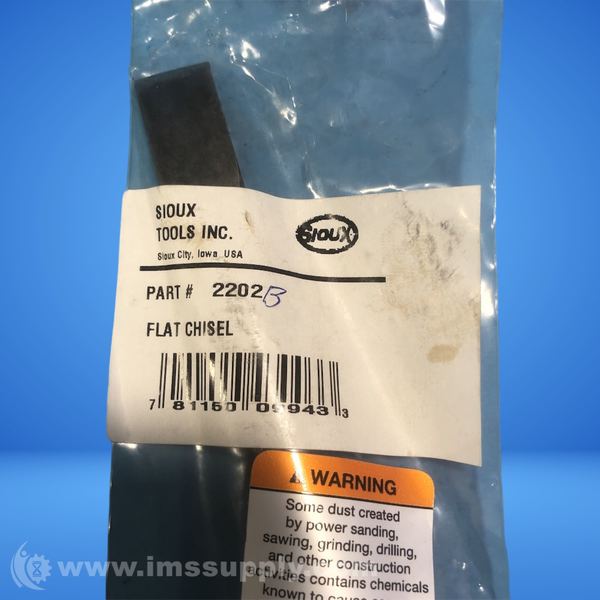 SIOUX
TOOLS INC.
SIOUX
Sioux City, Iowa USA
PART # 2202B
FLAT CHISEL
7 81160 09943 3
WARNING
Some dust created
by power sanding,
sawing, grinding, drilling,
and other construction
activities contains chemicals
known to cause
www.imssupply